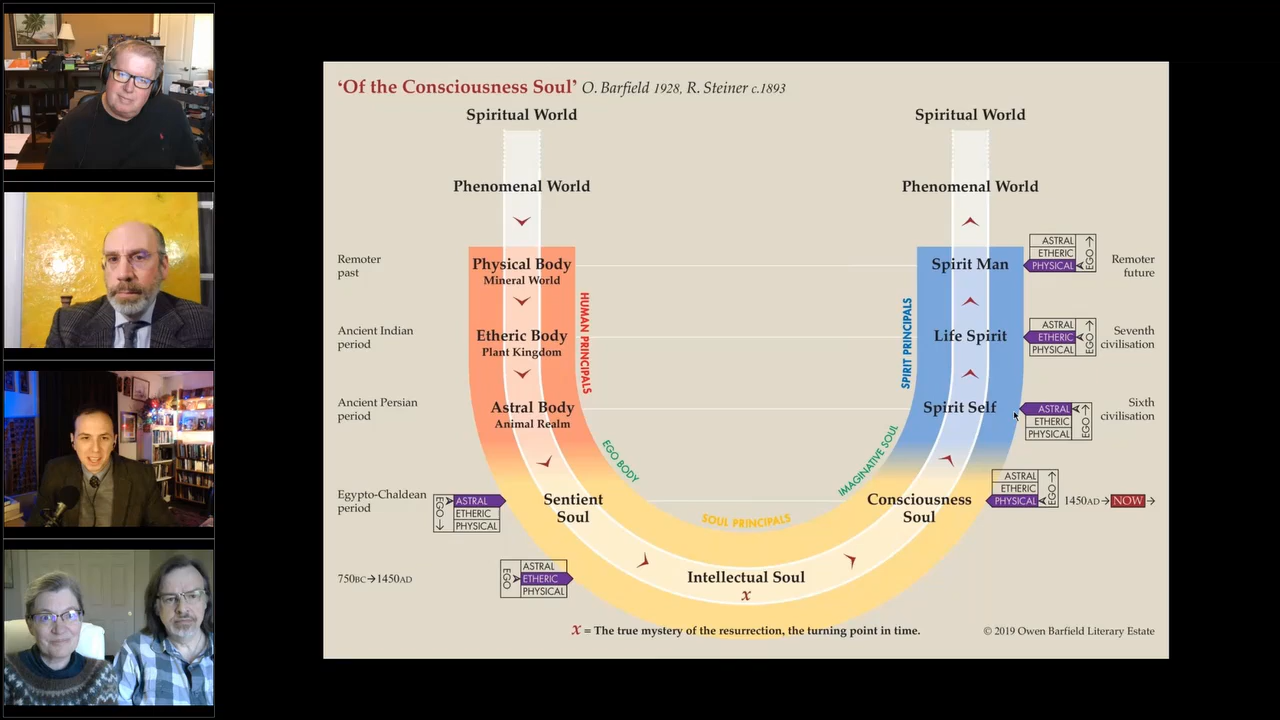 'Of the Consciousness Soul' O. Barfield 1928, R. Steiner c.1893
Spiritual World
Spiritual World
Phenomenal World
Phenomenal World
Remoter
past
Physical Body
Mineral World
Spirit Man
ASTRAL
ETHERIC
PHYSICAL
EGO
Remoter
future
HUMAN PRINCIPALS
SPIRIT PRINCIPALS
Ancient Indian
period
Etheric Body
Plant Kingdom
Life Spirit
ASTRAL
ETHERIC
PHYSICAL
EGO
Seventh
civilisation
Ancient Persian
period
Astral Body
Animal Realm
Spirit Self
ASTRAL
ETHERIC
PHYSICAL
EGO
Sixth
civilisation
EGO BODY
IMAGINATIVE SOUL
Egypto-Chaldean
period
EGO
ASTRAL
ETHERIC
PHYSICAL
Sentient
Soul
SOUL PRINCIPALS
Consciousness
Soul
ASTRAL
ETHERIC
PHYSICAL
EGO
1450AD→ NOW →
750BC→1450AD
EGO
ASTRAL
ETHERIC
PHYSICAL
Intellectual Soul
x
x = The true mystery of the resurrection, the turning point in time.
© 2019 Owen Barfield Literary Estate